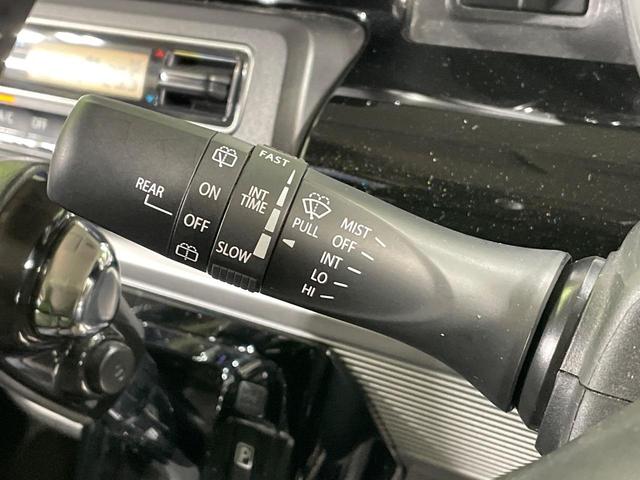 REAR
ON
OFF
FAST
INT
TIME
SLOW
PULL
MIST
OFF
INT
LO
HI